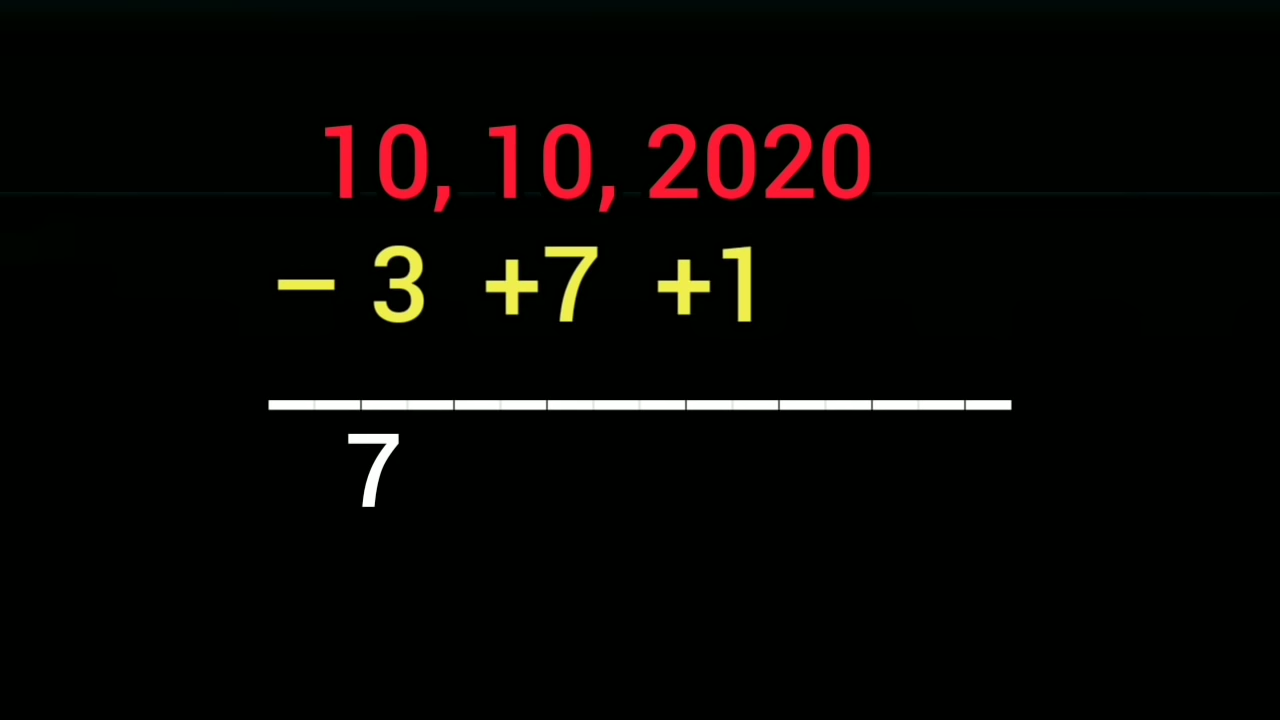 10, 10, 2020
– 3 +7 +1
7